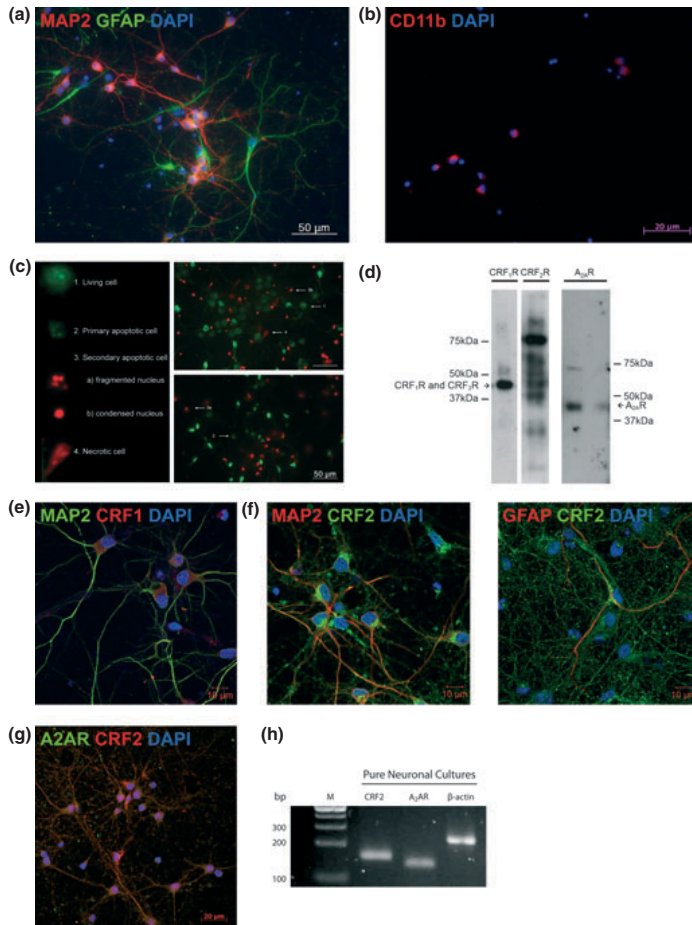 (a)
MAP2 GFAP DAPI
50 µm
(b)
CD11b DAPI
20 µm
(c)
1. Living cell
2. Primary apoptotic cell
3. Secondary apoptotic cell
a) fragmented nucleus
b) condensed nucleus
4. Necrotic cell
50 µm
(d)
CRF₁R CRF₂R A₂ₐR
75kDa
50kDa
CRF₁R and CRF₂R
37kDa
75kDa
50kDa
A₂ₐR
37kDa
(e)
MAP2 CRF1 DAPI
10 µm
(f)
MAP2 CRF2 DAPI
10 µm
GFAP CRF2 DAPI
10 µm
(g)
A2AR CRF2 DAPI
20 µm
(h)
Pure Neuronal Cultures
bp M CRF2 A₂AR β-actin
300
200
100